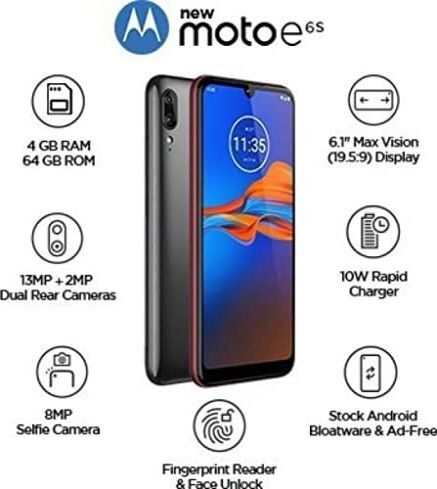 new
moto e6s
4 GB RAM
64 GB ROM
6.1" Max Vision
(19.5:9) Display
11:35
13MP + 2MP
Dual Rear Cameras
10W Rapid
Charger
8MP
Selfie Camera
Stock Android
Bloatware & Ad-Free
Fingerprint Reader
& Face Unlock